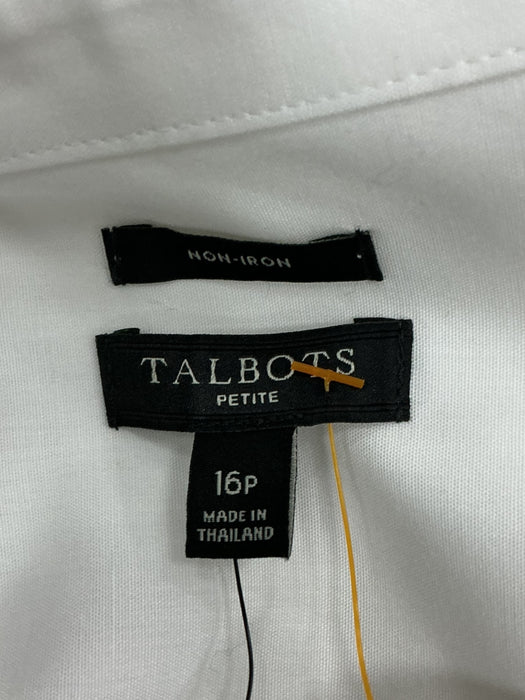 NON-IRON
TALBOTS
PETITE
16P
MADE IN
THAILAND